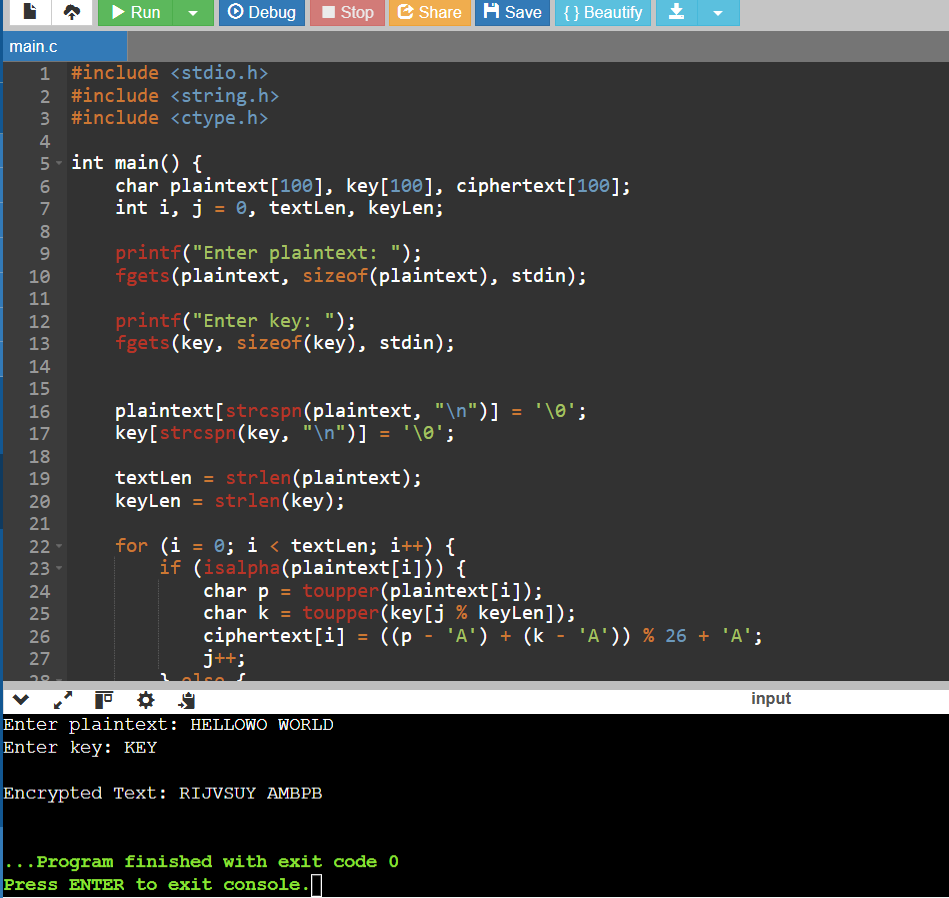 Run Debug Stop Share Save { } Beautify
main.c
1 #include <stdio.h>
2 #include <string.h>
3 #include <ctype.h>
4
5 int main() {
6     char plaintext[100], key[100], ciphertext[100];
7     int i, j = 0, textLen, keyLen;
8
9     printf("Enter plaintext: ");
10     fgets(plaintext, sizeof(plaintext), stdin);
11
12     printf("Enter key: ");
13     fgets(key, sizeof(key), stdin);
14
15
16     plaintext[strcspn(plaintext, "\n")] = '\0';
17     key[strcspn(key, "\n")] = '\0';
18
19     textLen = strlen(plaintext);
20     keyLen = strlen(key);
21
22     for (i = 0; i < textLen; i++) {
23         if (isalpha(plaintext[i])) {
24             char p = toupper(plaintext[i]);
25             char k = toupper(key[j % keyLen]);
26             ciphertext[i] = ((p - 'A') + (k - 'A')) % 26 + 'A';
27             j++;
28         } else {
input
Enter plaintext: HELLOWO WORLD
Enter key: KEY
Encrypted Text: RIJVSUY AMBPB
...Program finished with exit code 0
Press ENTER to exit console.